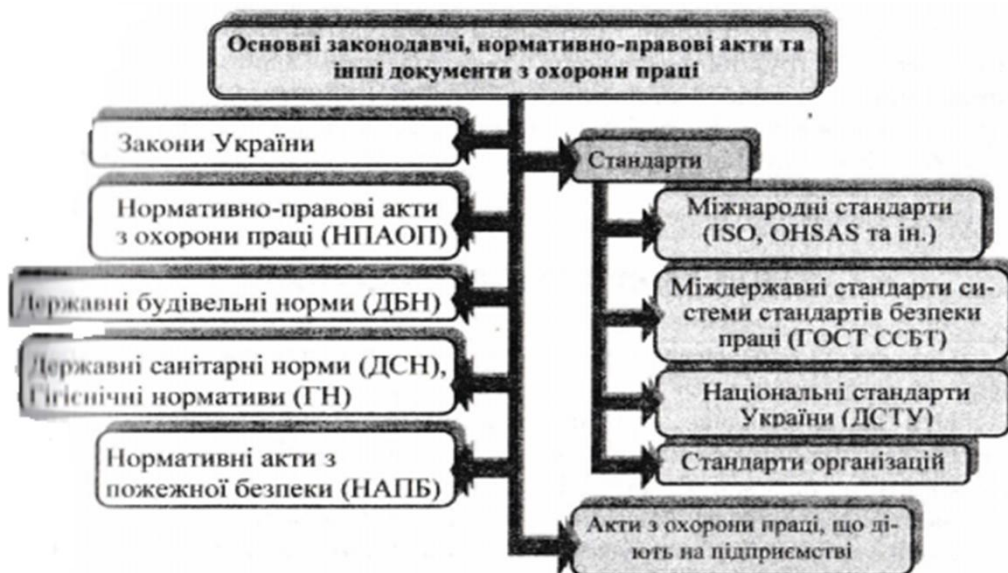 Основні законодавчі, нормативно-правові акти та
інші документи з охорони праці
Закони України
Нормативно-правові акти
з охорони праці (НПАОП)
Державні будівельні норми (ДБН)
Державні санітарні норми (ДСН),
Гігієнічні нормативи (ГН)
Нормативні акти з
пожежної безпеки (НАПБ)
Стандарти
Міжнародні стандарти
(ISO, OHSAS та ін.)
Міждержавні стандарти си-
стеми стандартів безпеки
праці (ГОСТ ССБТ)
Національні стандарти
України (ДСТУ)
Стандарти організацій
Акти з охорони праці, що ді-
ють на підприємстві